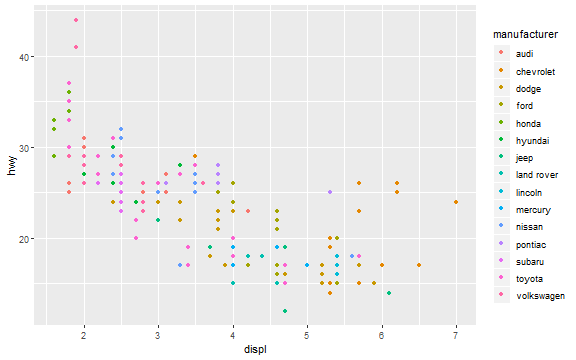 hwy
40
30
20
2
3
4
5
6
7
displ
manufacturer
audi
chevrolet
dodge
ford
honda
hyundai
jeep
land rover
lincoln
mercury
nissan
pontiac
subaru
toyota
volkswagen